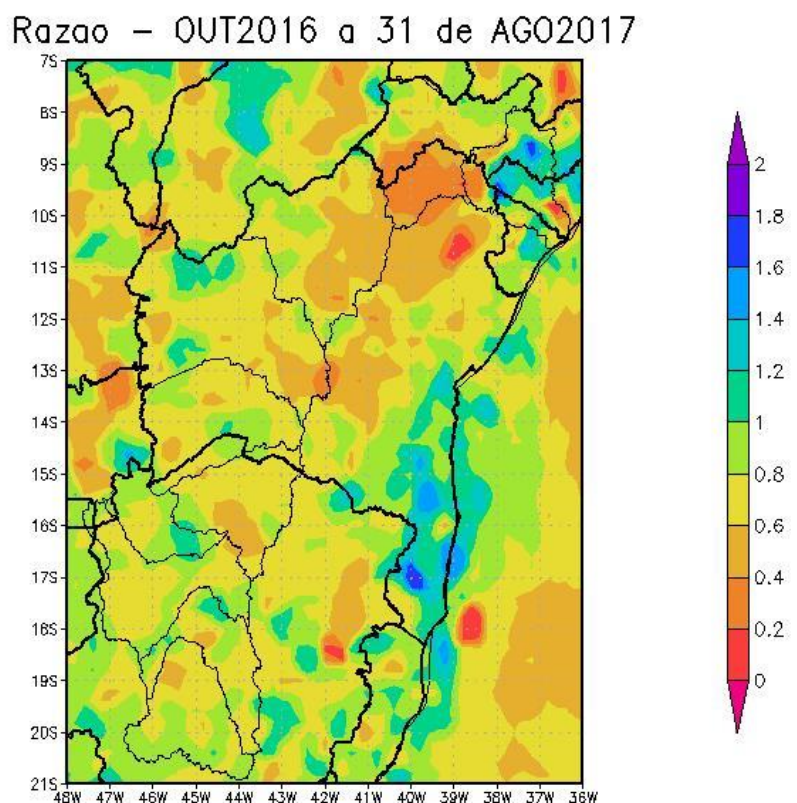 Razao - OUT2016 a 31 de AGO2017
7S
8S
9S
10S
11S
12S
13S
14S
15S
16S
17S
18S
19S
20S
21S
48W 47W 46W 45W 44W 43W 42W 41W 40W 39W 38W 37W 36W
2
1.8
1.6
1.4
1.2
1
0.8
0.6
0.4
0.2
0